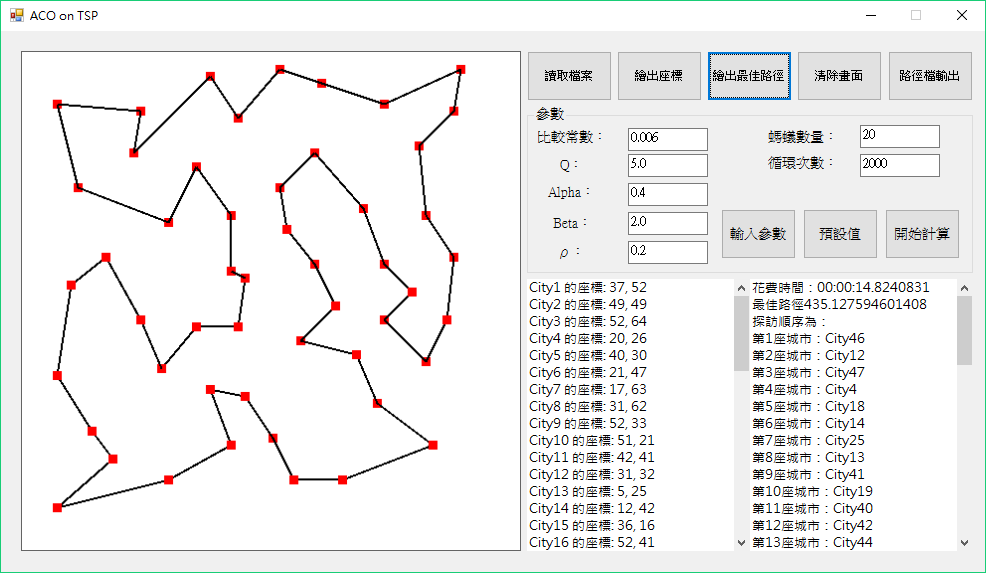 ACO on TSP
讀取檔案 繪出座標 繪出最佳路徑 清除畫面 路徑檔輸出
參數
比較常數： 0.006 螞蟻數量： 20
Q： 5.0 循環次數： 2000
Alpha： 0.4
Beta： 2.0
ρ： 0.2
輸入參數 預設值 開始計算
City1 的座標: 37, 52
City2 的座標: 49, 49
City3 的座標: 52, 64
City4 的座標: 20, 26
City5 的座標: 40, 30
City6 的座標: 21, 47
City7 的座標: 17, 63
City8 的座標: 31, 62
City9 的座標: 52, 33
City10 的座標: 51, 21
City11 的座標: 42, 41
City12 的座標: 31, 32
City13 的座標: 5, 25
City14 的座標: 12, 42
City15 的座標: 36, 16
City16 的座標: 52, 41
花費時間：00:00:14.8240831
最佳路徑435.127594601408
探訪順序為：
第1座城市：City46
第2座城市：City12
第3座城市：City47
第4座城市：City4
第5座城市：City18
第6座城市：City14
第7座城市：City25
第8座城市：City13
第9座城市：City41
第10座城市：City19
第11座城市：City40
第12座城市：City42
第13座城市：City44